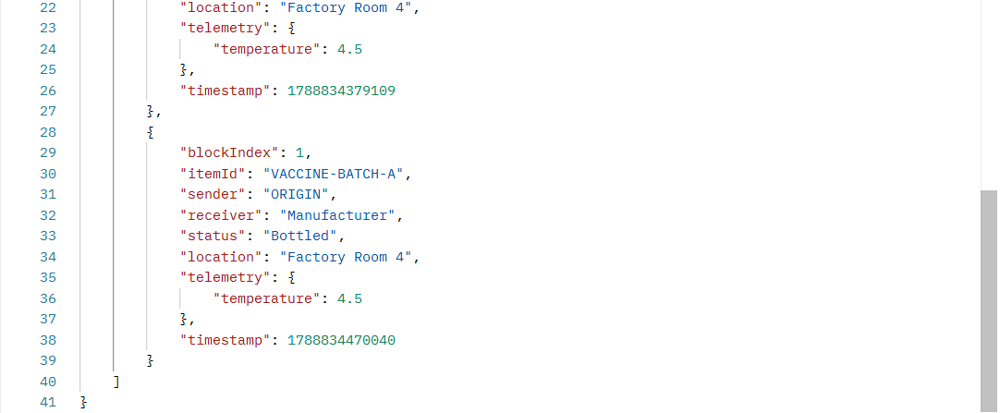 22 "location": "Factory Room 4",
23 "telemetry": {
24 "temperature": 4.5
25 },
26 "timestamp": 1788834379109
27 },
28 {
29 "blockIndex": 1,
30 "itemId": "VACCINE-BATCH-A",
31 "sender": "ORIGIN",
32 "receiver": "Manufacturer",
33 "status": "Bottled",
34 "location": "Factory Room 4",
35 "telemetry": {
36 "temperature": 4.5
37 },
38 "timestamp": 1788834470040
39 }
40 ]
41 }